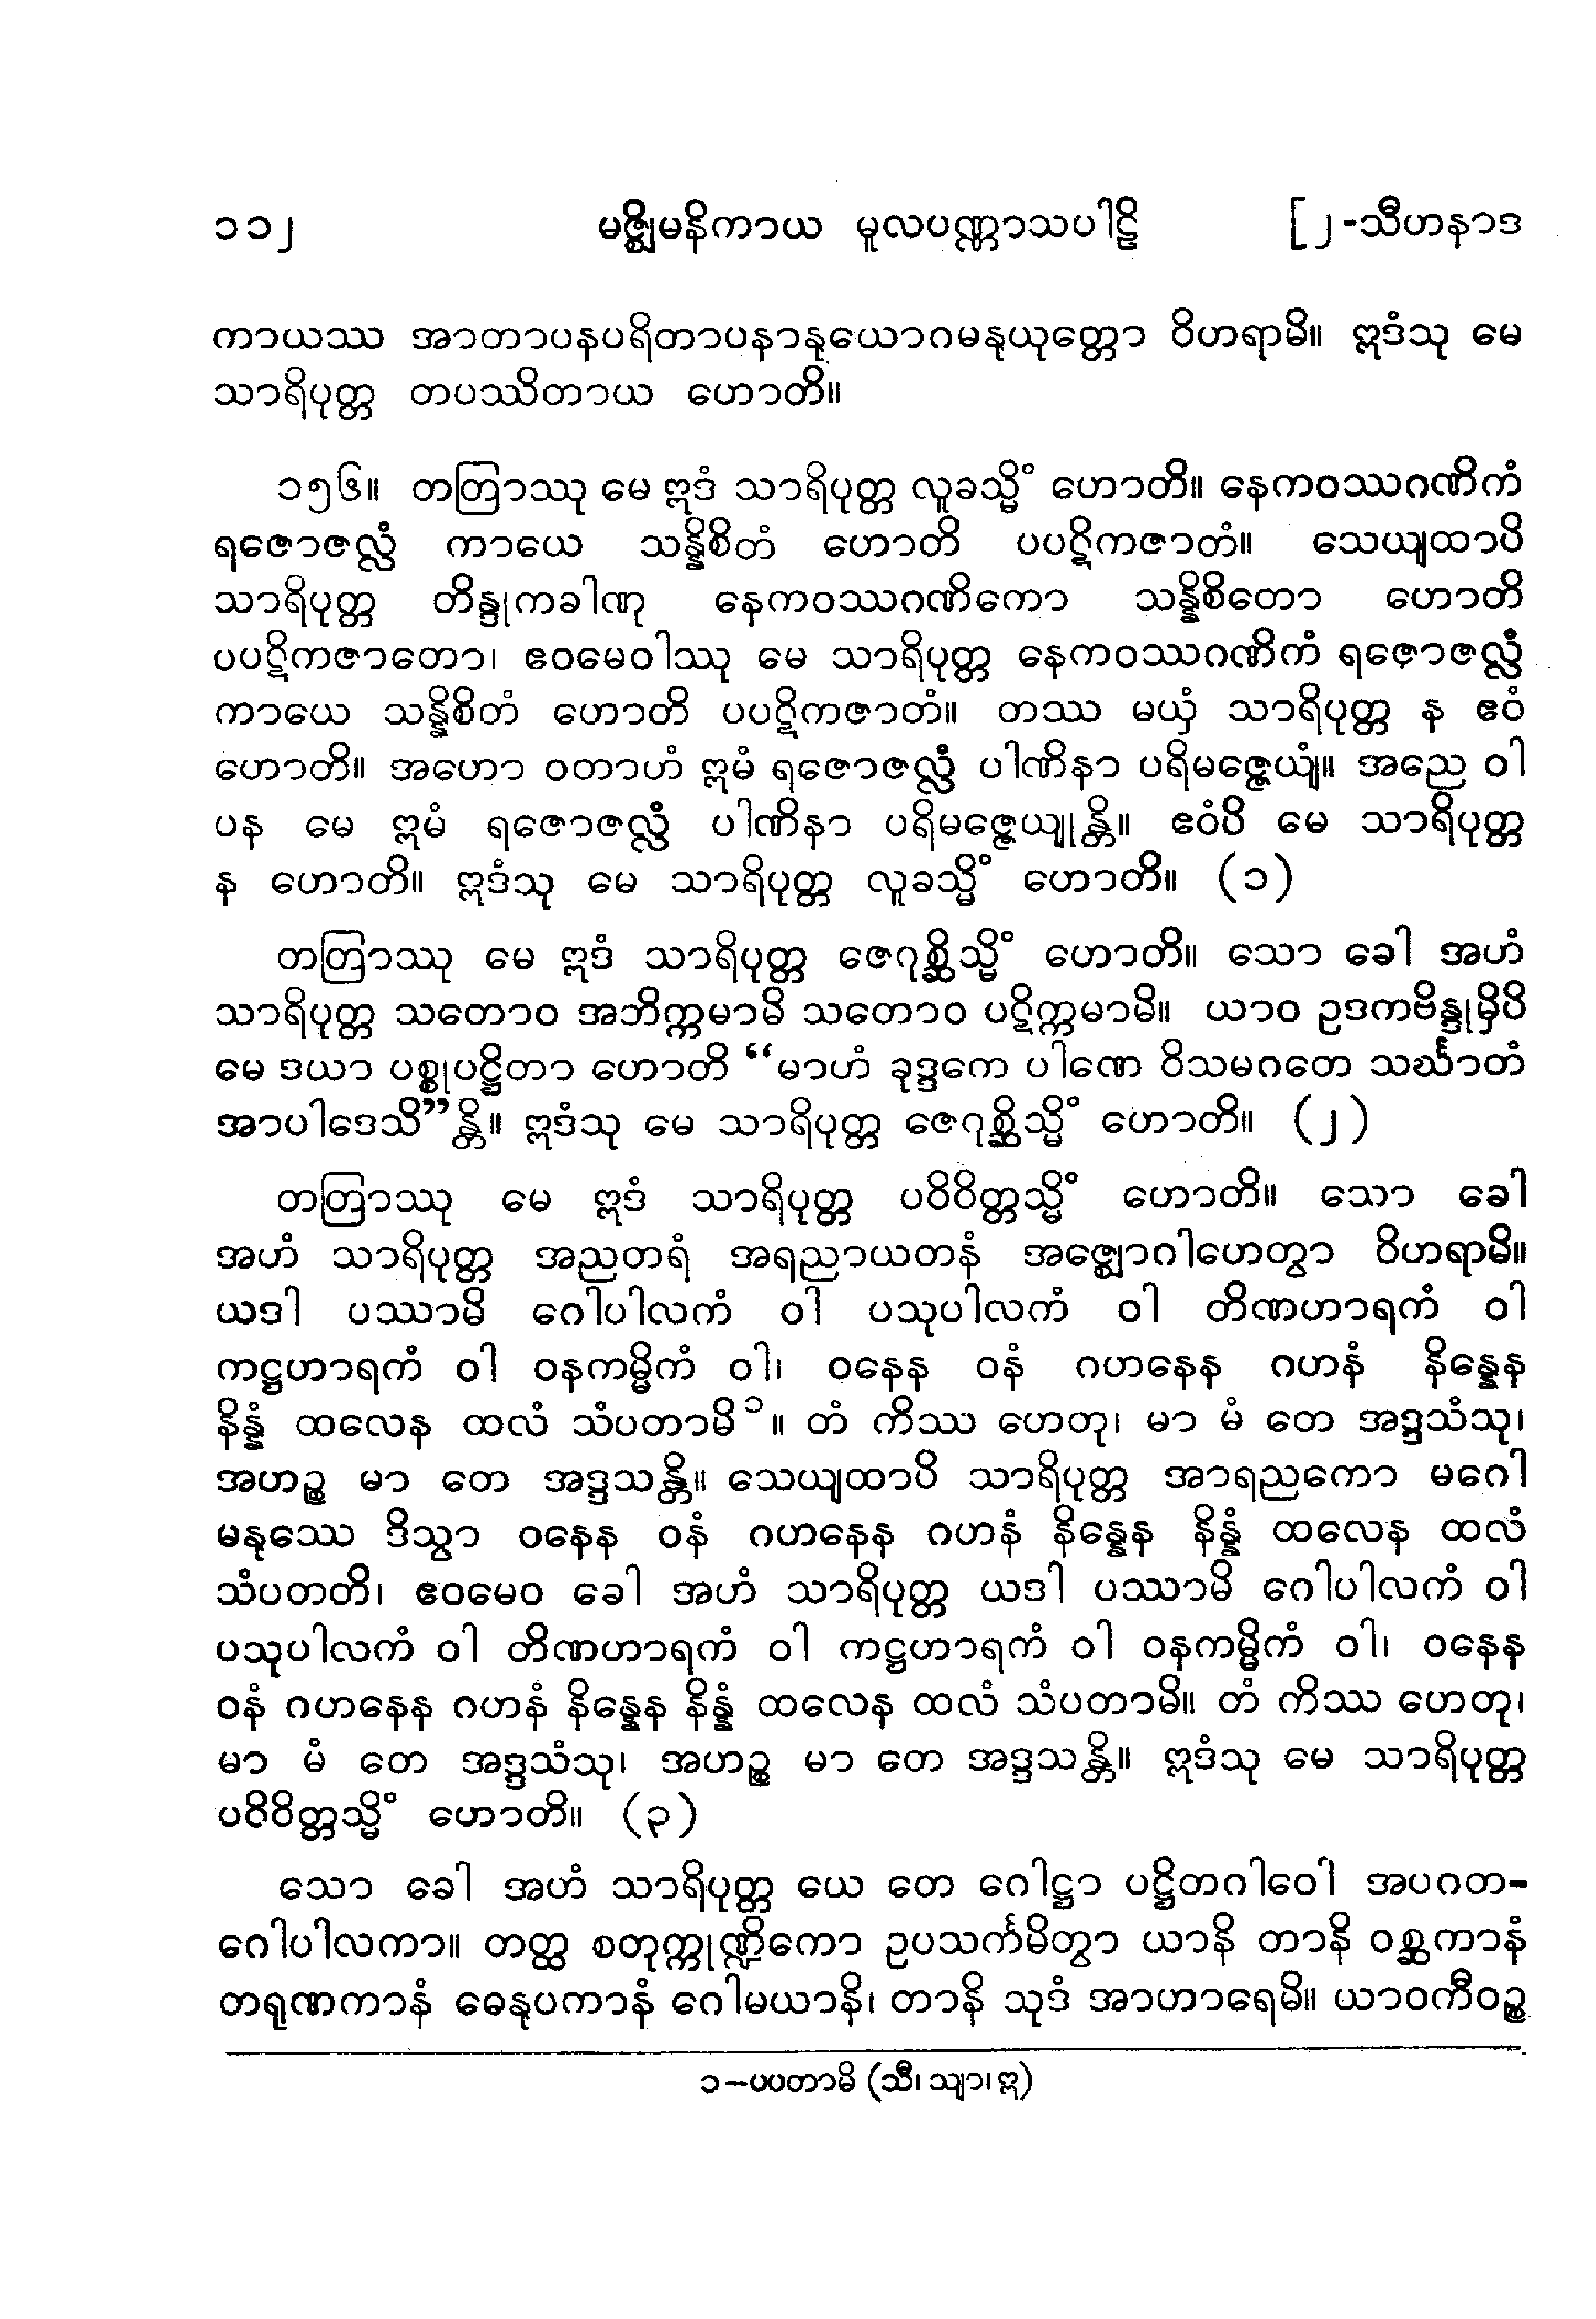 ၁၁၂ မဇ္ဈိမနိကာယ မူလပဏ္ဏာသပါဠိ [၂-သီဟနာဒ
ကာယဿ အာတာပနပရိတာပနာနုယောဂမနုယုတ္တော ဝိဟရာမိ။ ဣဒံသု မေ
သာရိပုတ္တ တပဿိတာယ ဟောတိ။
၁၅၆။ တတြာဿု မေ ဣဒံ သာရိပုတ္တ လူခသ္မိံ ဟောတိ။ နေကဝဿဂဏိကံ
ရဇောဇလ္လံ ကာယေ သန္နိစိတံ ဟောတိ ပပဋိကဇာတံ။ သေယျထာပိ
သာရိပုတ္တ တိန္ဒုကခါဏု နေကဝဿဂဏိကော သန္နိစိတော ဟောတိ
ပပဋိကဇာတော၊ ဧဝမေဝါဿု မေ သာရိပုတ္တ နေကဝဿဂဏိကံ ရဇောဇလ္လံ
ကာယေ သန္နိစိတံ ဟောတိ ပပဋိကဇာတံ။ တဿ မယှံ သာရိပုတ္တ န ဧဝံ
ဟောတိ။ အဟော ဝတာဟံ ဣမံ ရဇောဇလ္လံ ပါဏိနာ ပရိမဇ္ဇေယျံ။ အညေ ဝါ
ပန မေ ဣမံ ရဇောဇလ္လံ ပါဏိနာ ပရိမဇ္ဇေယျုန္တိ။ ဧဝံပိ မေ သာရိပုတ္တ
န ဟောတိ။ ဣဒံသု မေ သာရိပုတ္တ လူခသ္မိံ ဟောတိ။ (၁)
တတြာဿု မေ ဣဒံ သာရိပုတ္တ ဇေဂုစ္ဆိသ္မိံ ဟောတိ။ သော ခေါ အဟံ
သာရိပုတ္တ သတောဝ အဘိက္ကမာမိ သတောဝ ပဋိက္ကမာမိ။ ယာဝ ဥဒကဗိန္ဒုမှိပိ
မေ ဒယာ ပစ္စုပဋ္ဌိတာ ဟောတိ “မာဟံ ခုဒ္ဒကေ ပါဏေ ဝိသမဂတေ သင်္ဃာတံ
အာပါဒေသိ”န္တိ။ ဣဒံသု မေ သာရိပုတ္တ ဇေဂုစ္ဆိသ္မိံ ဟောတိ။ (၂)
တတြာဿု မေ ဣဒံ သာရိပုတ္တ ပဝိဝိတ္တသ္မိံ ဟောတိ။ သော ခေါ
အဟံ သာရိပုတ္တ အညတရံ အရညာယတနံ အဇ္ဈောဂါဟေတွာ ဝိဟရာမိ။
ယဒါ ပဿာမိ ဂေါပါလကံ ဝါ ပသုပါလကံ ဝါ တိဏဟာရကံ ဝါ
ကဋ္ဌဟာရကံ ဝါ ဝနကမ္မိကံ ဝါ၊ ဝနေန ဝနံ ဂဟနေန ဂဟနံ နိန္နေန
နိန္နံ ထလေန ထလံ သံပတာမိ၁။ တံ ကိဿ ဟေတု၊ မာ မံ တေ အဒ္ဒသံသု၊
အဟဉ္စ မာ တေ အဒ္ဒသန္တိ။ သေယျထာပိ သာရိပုတ္တ အာရညကော မဂေါ
မနုဿေ ဒိသွာ ဝနေန ဝနံ ဂဟနေန ဂဟနံ နိန္နေန နိန္နံ ထလေန ထလံ
သံပတတိ၊ ဧဝမေဝ ခေါ အဟံ သာရိပုတ္တ ယဒါ ပဿာမိ ဂေါပါလကံ ဝါ
ပသုပါလကံ ဝါ တိဏဟာရကံ ဝါ ကဋ္ဌဟာရကံ ဝါ ဝနကမ္မိကံ ဝါ၊ ဝနေန
ဝနံ ဂဟနေန ဂဟနံ နိန္နေန နိန္နံ ထလေန ထလံ သံပတာမိ။ တံ ကိဿ ဟေတု၊
မာ မံ တေ အဒ္ဒသံသု၊ အဟဉ္စ မာ တေ အဒ္ဒသန္တိ။ ဣဒံသု မေ သာရိပုတ္တ
ပဝိဝိတ္တသ္မိံ ဟောတိ။ (၃)
သော ခေါ အဟံ သာရိပုတ္တ ယေ တေ ဂေါဋ္ဌာ ပဋ္ဌိတဂါဝေါ အပဂတ-
ဂေါပါလကာ။ တတ္ထ စတုက္ကုဏ္ဍိကော ဥပသင်္ကမိတွာ ယာနိ တာနိ ဝစ္ဆကာနံ
တရုဏကာနံ ဓေနုပကာနံ ဂေါမယာနိ၊ တာနိ သုဒံ အာဟာရေမိ။ ယာဝကီဝဉ္စ
၁–ပပတာမိ (သီ၊ သျာ၊ ဣ)